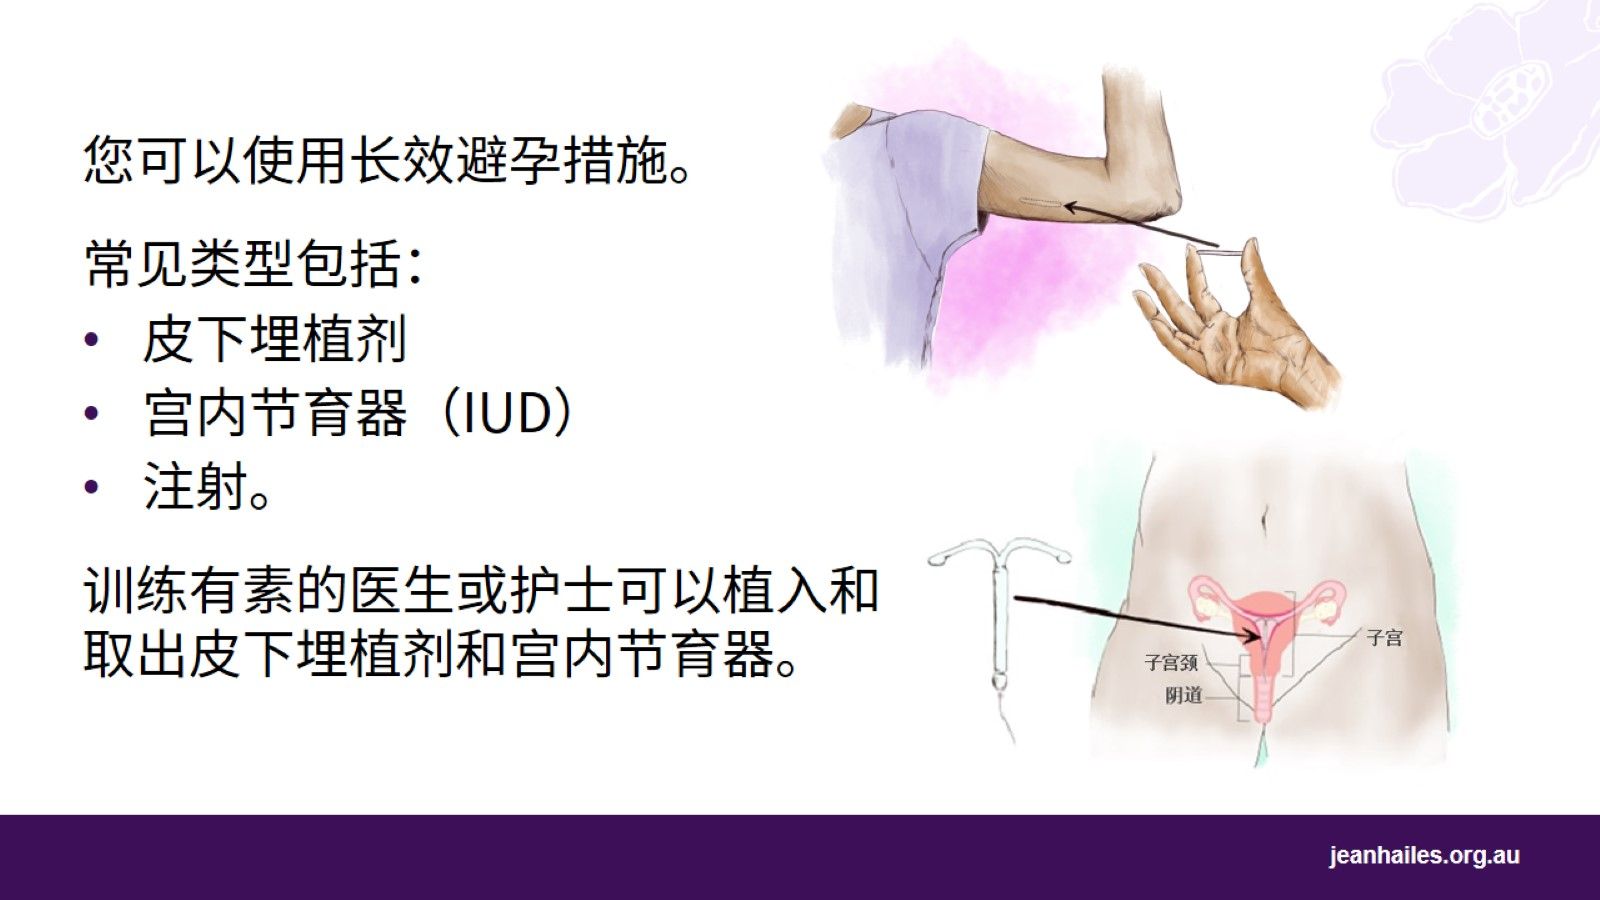 您可以使用长效避孕措施。
常见类型包括：
• 皮下埋植剂
• 宫内节育器（IUD）
• 注射。
训练有素的医生或护士可以植入和
取出皮下埋植剂和宫内节育器。
子宫
子宫颈
阴道
jeanhailes.org.au